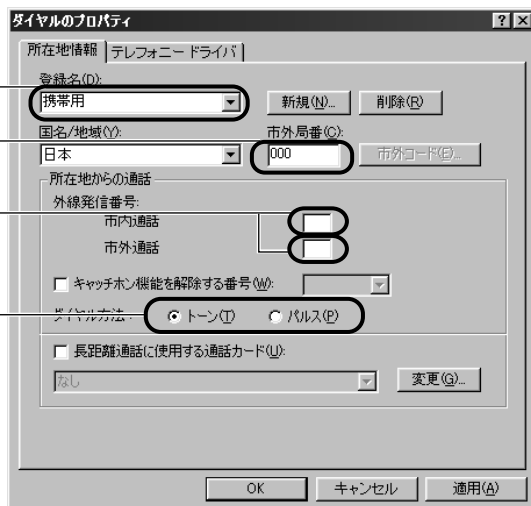 ダイヤルのプロパティ
所在地情報 テレフォニー ドライバ
登録名(D):
携帯用 新規(N)... 削除(R)
国名/地域(Y): 市外局番(C):
日本 000 市外コード(E)...
所在地からの通話
外線発信番号:
市内通話
市外通話
キャッチホン機能を解除する番号(W):
ダイヤル方法: トーン(T) パルス(P)
長距離通話に使用する通話カード(U):
なし 変更(G)...
OK キャンセル 適用(A)